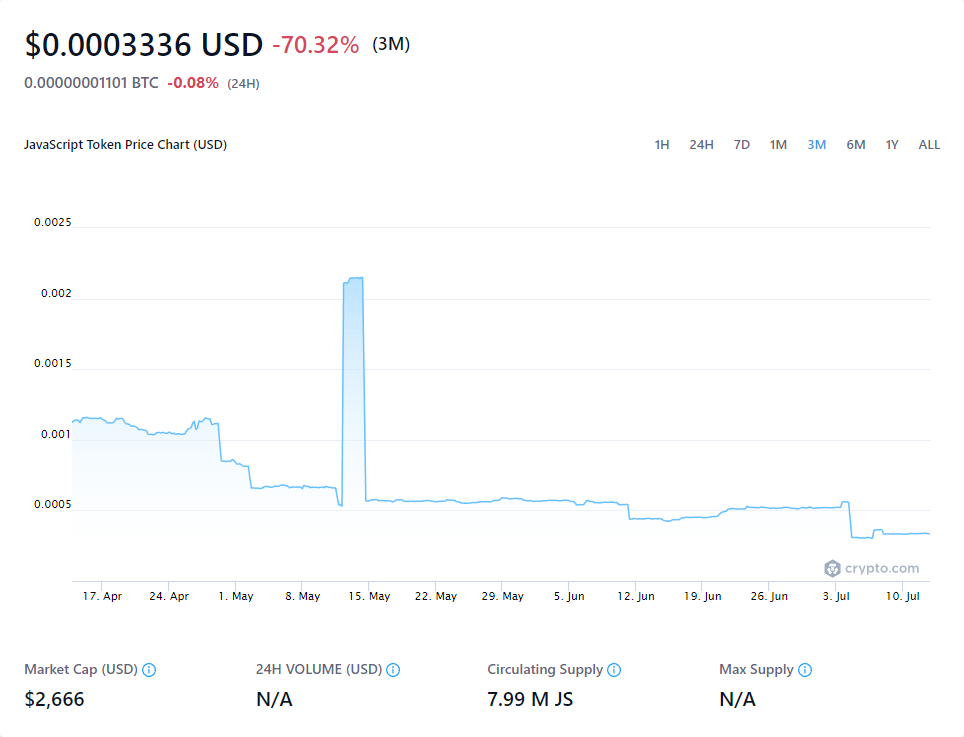 $0.0003336 USD -70.32% (3M)
0.00000001101 BTC -0.08% (24H)
JavaScript Token Price Chart (USD) 1H 24H 7D 1M 3M 6M 1Y ALL
0.0025
0.002
0.0015
0.001
0.0005
crypto.com
17. Apr 24. Apr 1. May 8. May 15. May 22. May 29. May 5. Jun 12. Jun 19. Jun 26. Jun 3. Jul 10. Jul
Market Cap (USD) 24H VOLUME (USD) Circulating Supply Max Supply
$2,666 N/A 7.99 M JS N/A